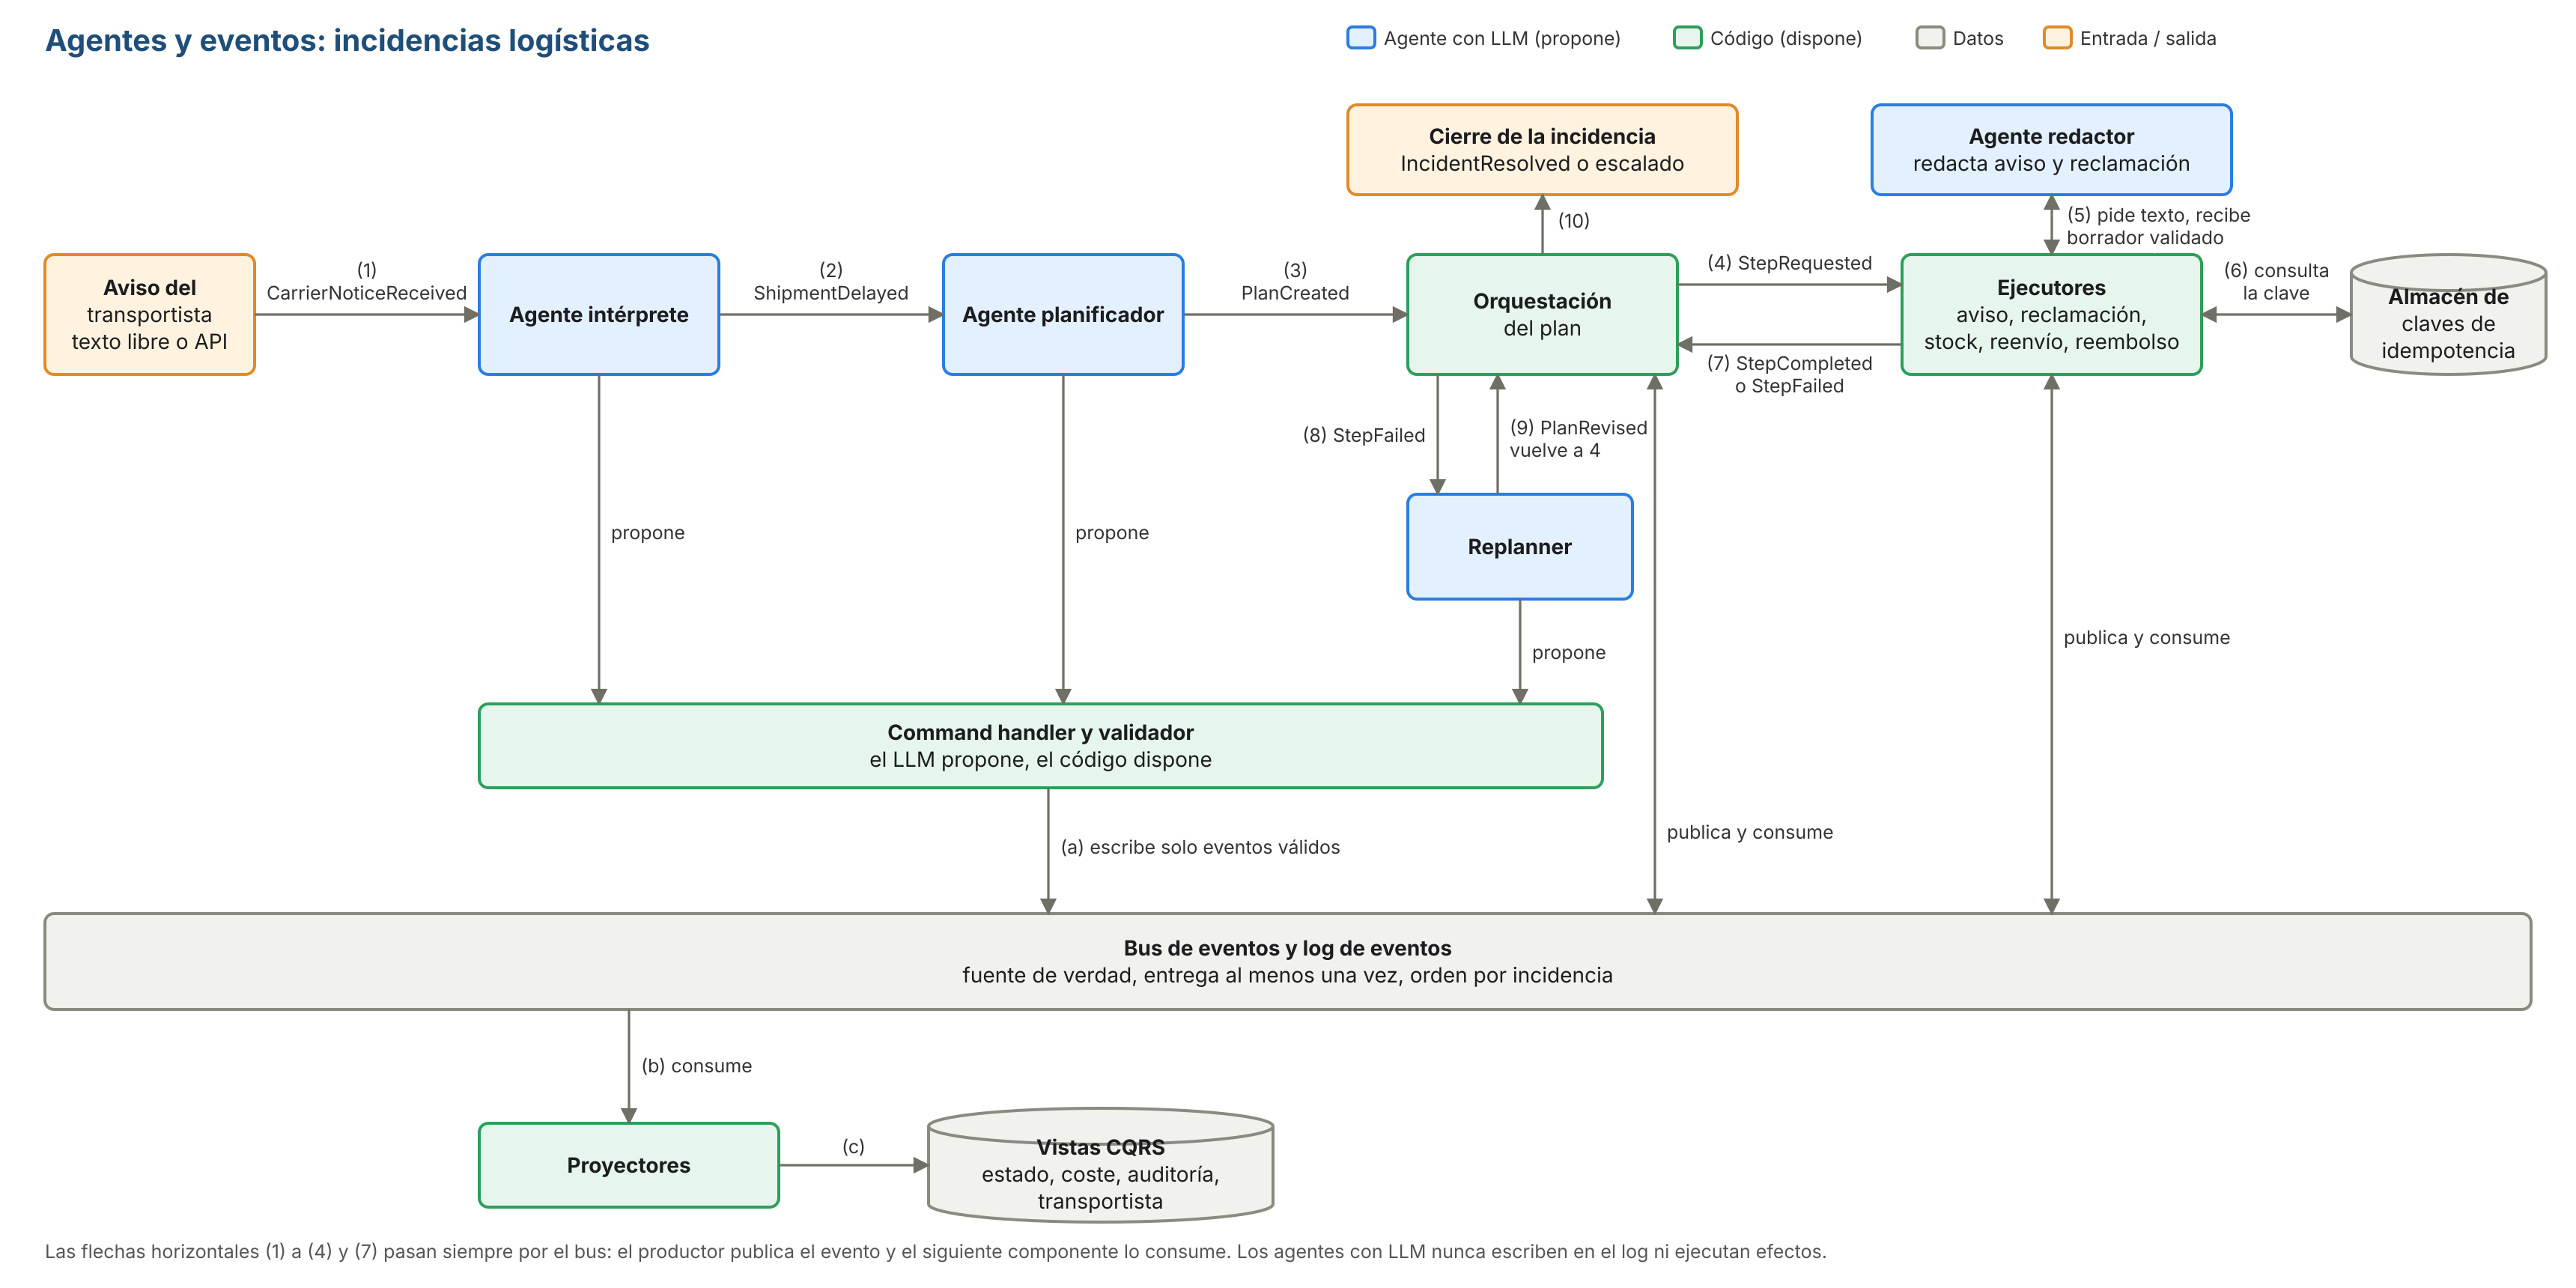 Agentes y eventos: incidencias logísticas
Agente con LLM (propone)
Código (dispone)
Datos
Entrada / salida
Cierre de la incidencia
IncidentResolved o escalado
Agente redactor
redacta aviso y reclamación
(10)
(5) pide texto, recibe
borrador validado
Aviso del
transportista
texto libre o API
(1)
CarrierNoticeReceived
Agente intérprete
(2)
ShipmentDelayed
Agente planificador
(3)
PlanCreated
Orquestación
del plan
(4) StepRequested
(7) StepCompleted
o StepFailed
Ejecutores
aviso, reclamación,
stock, reenvío, reembolso
(6) consulta
la clave
Almacén de
claves de
idempotencia
(8) StepFailed
(9) PlanRevised
vuelve a 4
propone
propone
Replanner
propone
publica y consume
Command handler y validador
el LLM propone, el código dispone
(a) escribe solo eventos válidos
publica y consume
Bus de eventos y log de eventos
fuente de verdad, entrega al menos una vez, orden por incidencia
(b) consume
Proyectores
(c)
Vistas CQRS
estado, coste, auditoría,
transportista
Las flechas horizontales (1) a (4) y (7) pasan siempre por el bus: el productor publica el evento y el siguiente componente lo consume. Los agentes con LLM nunca escriben en el log ni ejecutan efectos.